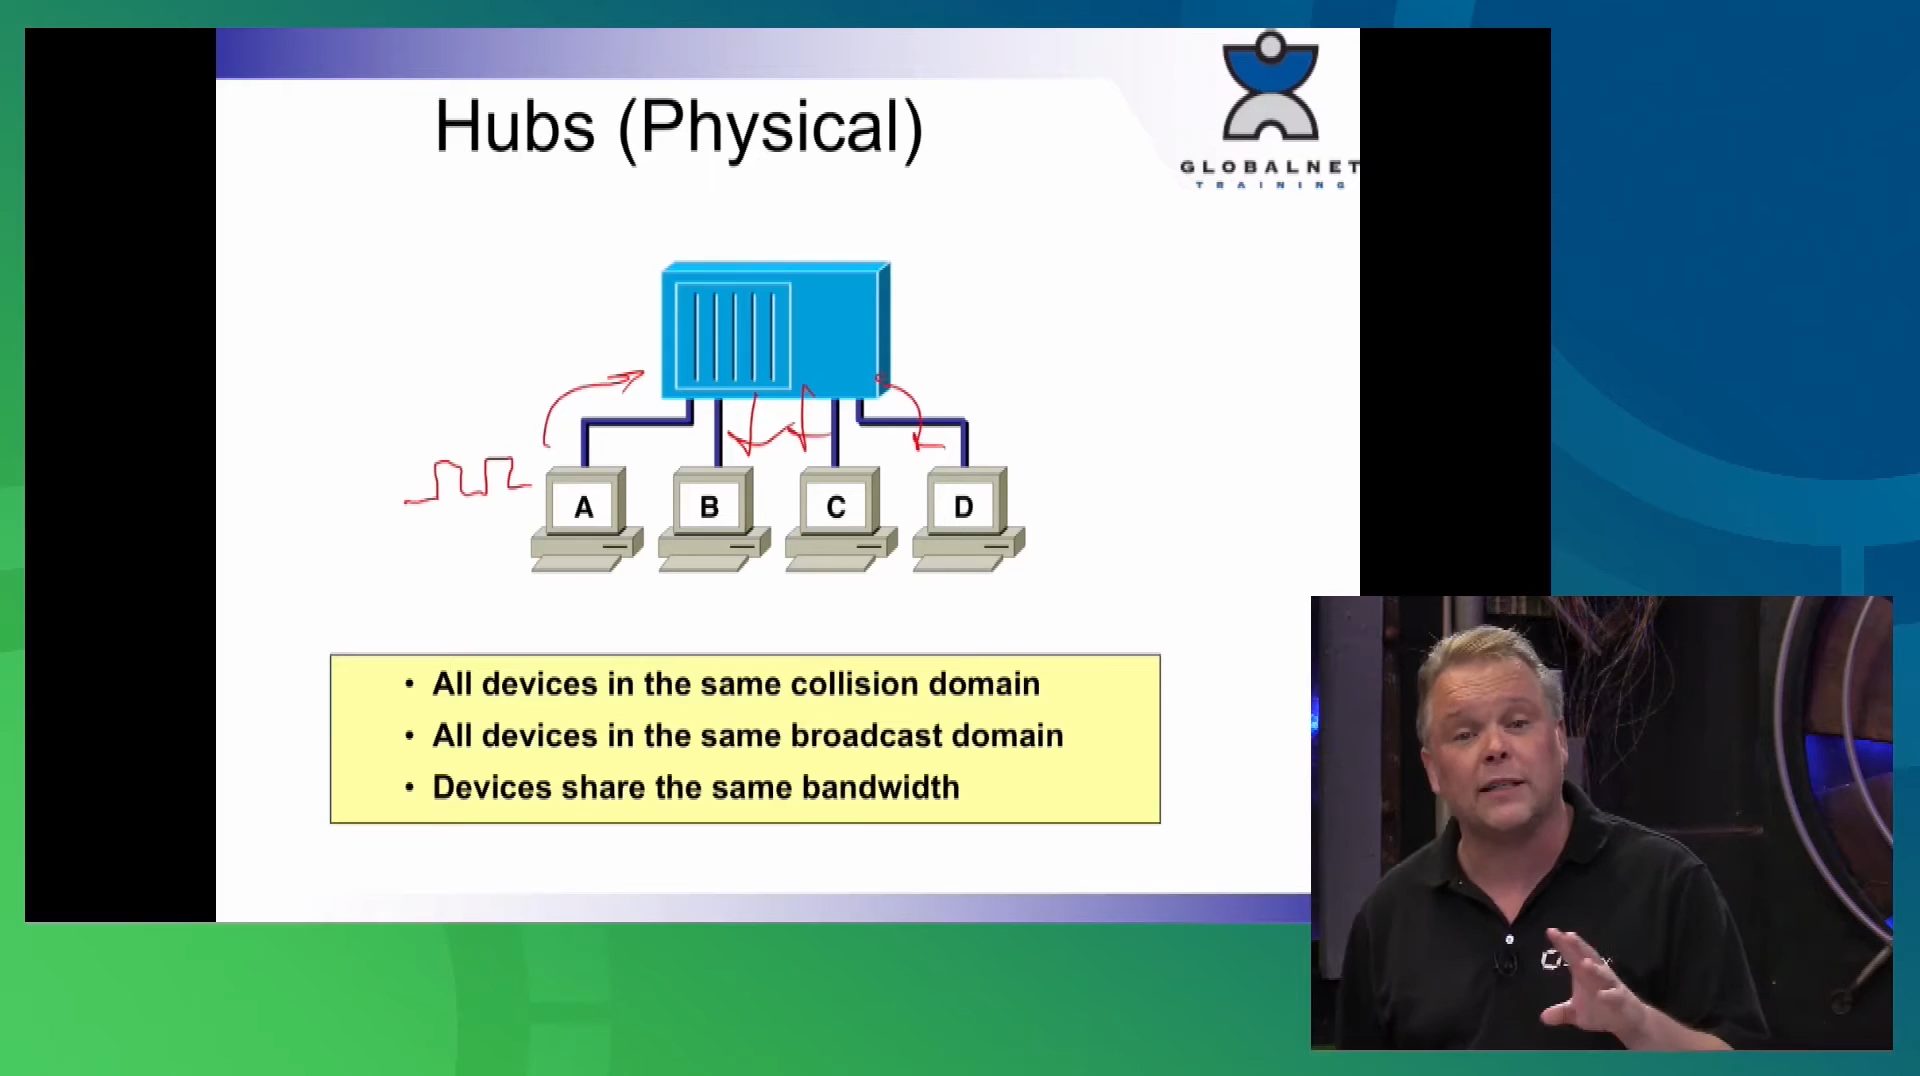 Hubs (Physical)
GLOBALNET
TRAINING
A
B
C
D
• All devices in the same collision domain
• All devices in the same broadcast domain
• Devices share the same bandwidth